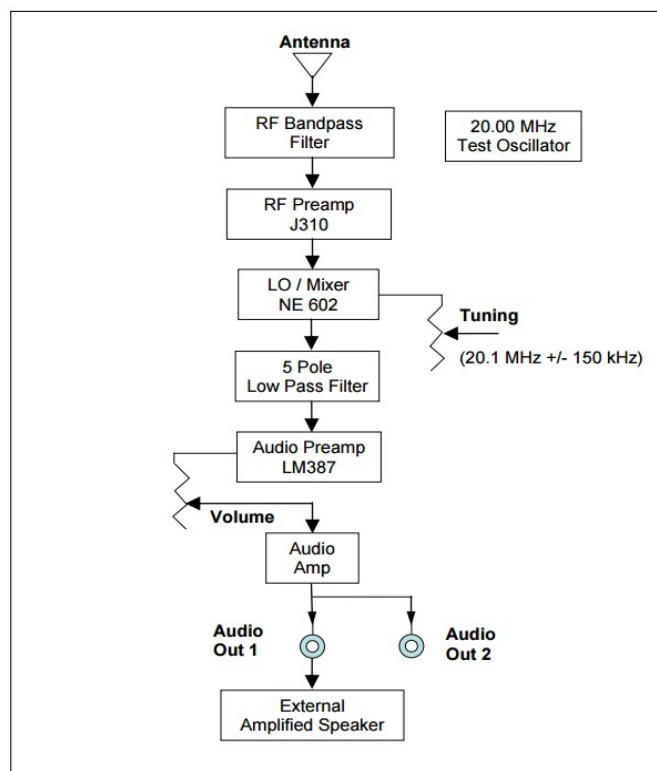 Antenna
RF Bandpass
Filter
20.00 MHz
Test Oscillator
RF Preamp
J310
LO / Mixer
NE 602
Tuning
(20.1 MHz +/- 150 kHz)
5 Pole
Low Pass Filter
Audio Preamp
LM387
Volume
Audio
Amp
Audio
Out 1
Audio
Out 2
External
Amplified Speaker